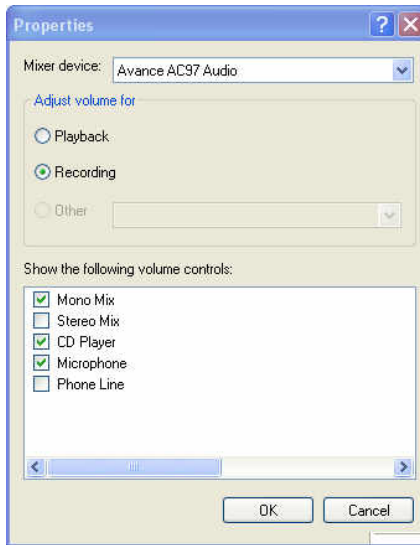 Properties
Mixer device: Avance AC97 Audio
Adjust volume for
Playback
Recording
Other
Show the following volume controls:
Mono Mix
Stereo Mix
CD Player
Microphone
Phone Line
OK Cancel